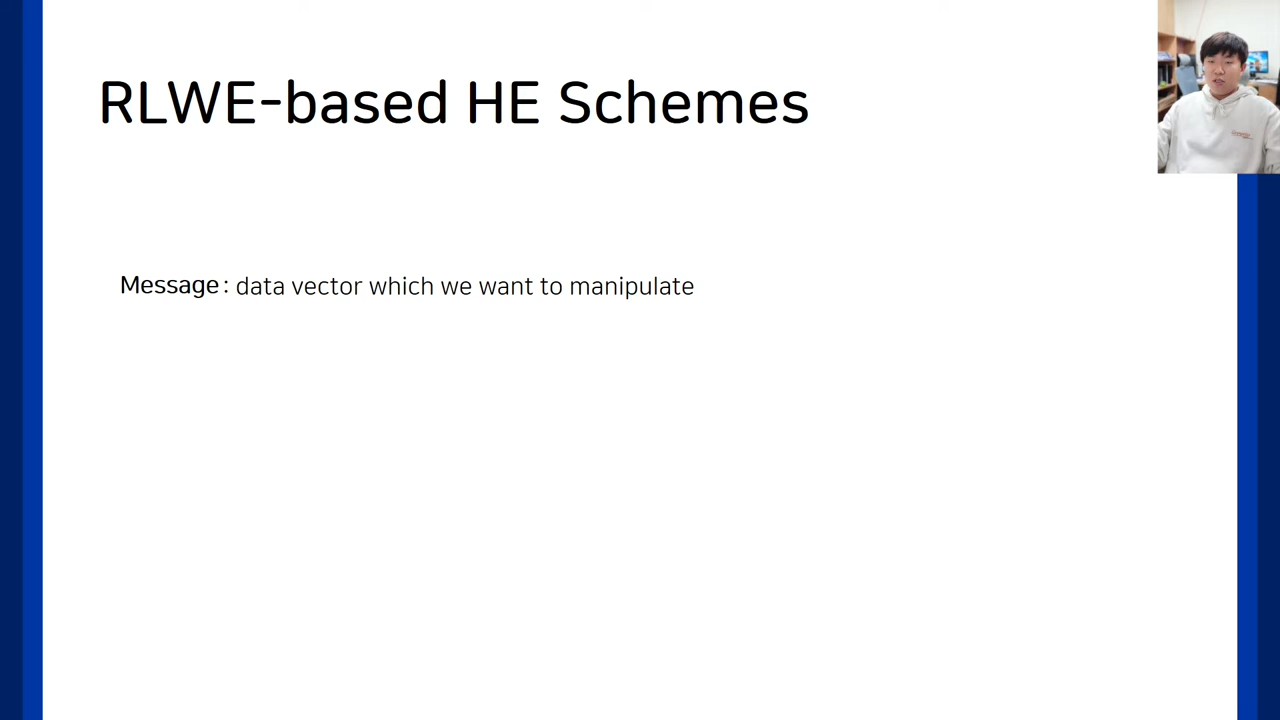 RLWE-based HE Schemes
Message: data vector which we want to manipulate